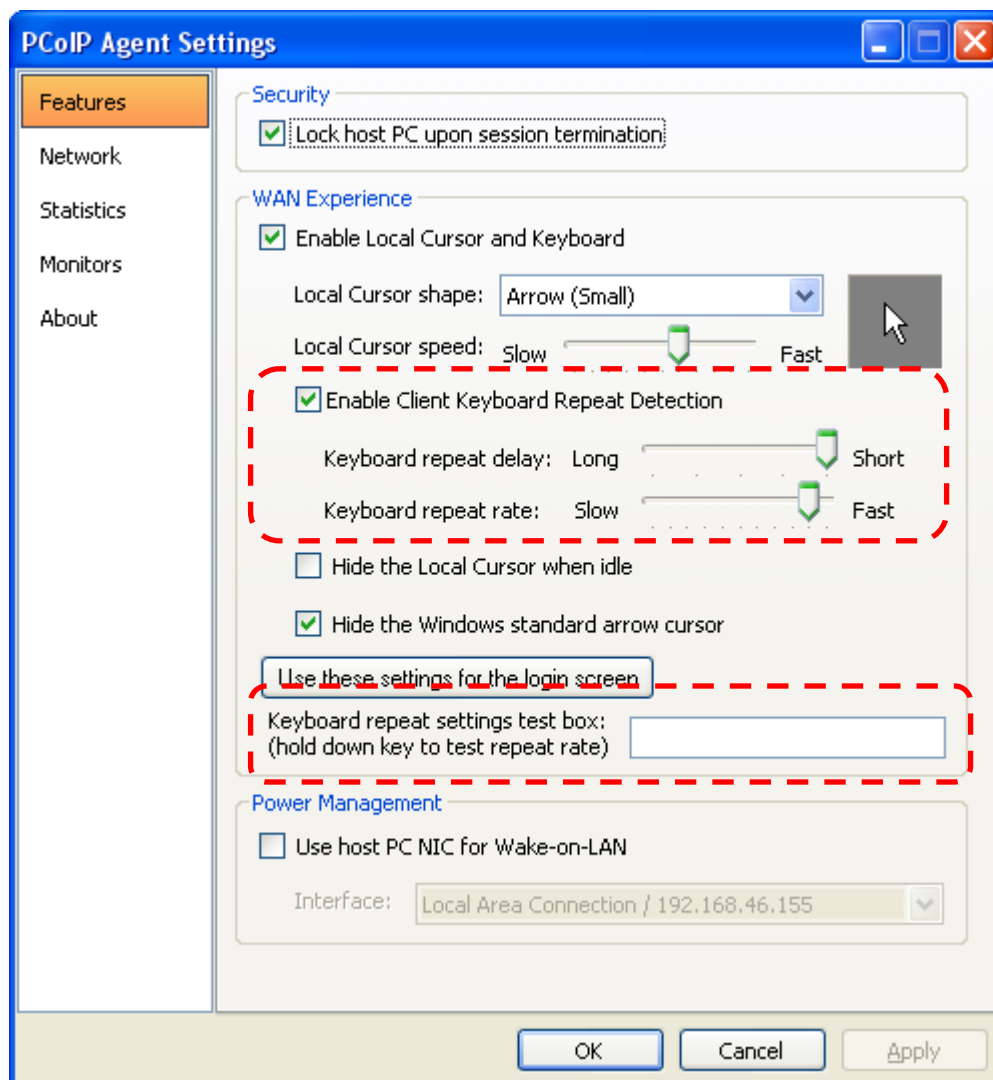 PCoIP Agent Settings
Features
Network
Statistics
Monitors
About
Security
Lock host PC upon session termination
WAN Experience
Enable Local Cursor and Keyboard
Local Cursor shape: Arrow (Small)
Local Cursor speed: Slow Fast
Enable Client Keyboard Repeat Detection
Keyboard repeat delay: Long Short
Keyboard repeat rate: Slow Fast
Hide the Local Cursor when idle
Hide the Windows standard arrow cursor
Use these settings for the login screen
Keyboard repeat settings test box:
(hold down key to test repeat rate)
Power Management
Use host PC NIC for Wake-on-LAN
Interface: Local Area Connection / 192.168.46.155
OK Cancel Apply